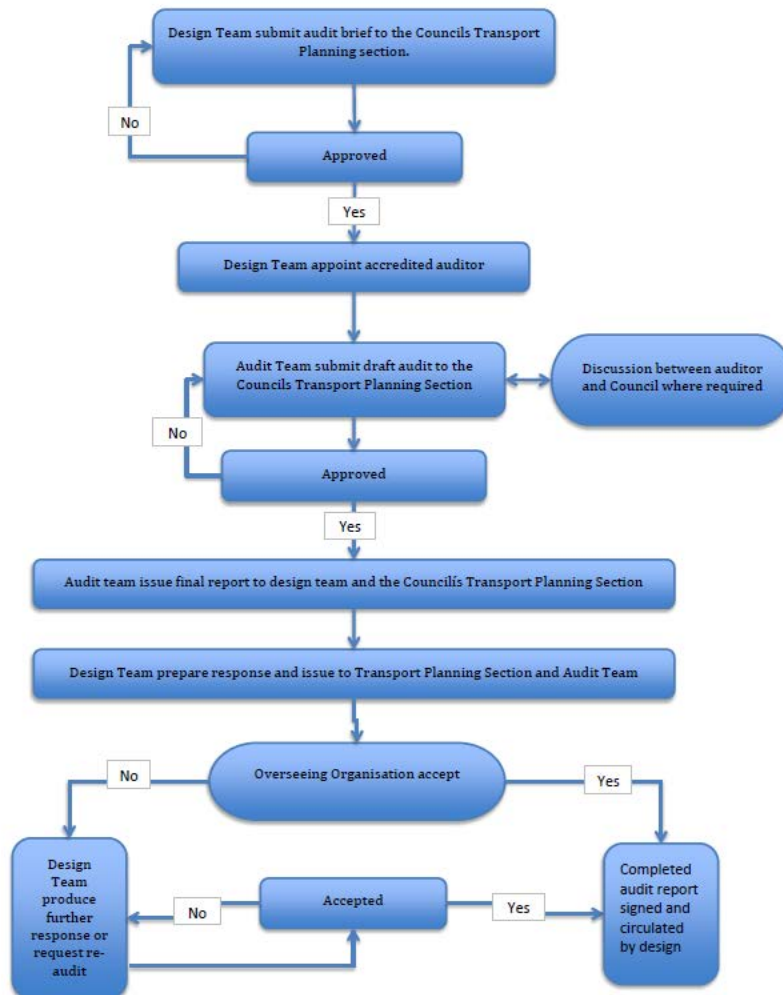 Design Team submit audit brief to the Councils Transport
Planning section.
No
Approved
Yes
Design Team appoint accredited auditor
Audit Team submit draft audit to the
Councils Transport Planning Section
Discussion between auditor
and Council where required
No
Approved
Yes
Audit team issue final report to design team and the Councilís Transport Planning Section
Design Team prepare response and issue to Transport Planning Section and Audit Team
No
Overseeing Organisation accept
Yes
Design
Team
produce
further
response or
request re-
audit
No
Accepted
Yes
Completed
audit report
signed and
circulated
by design